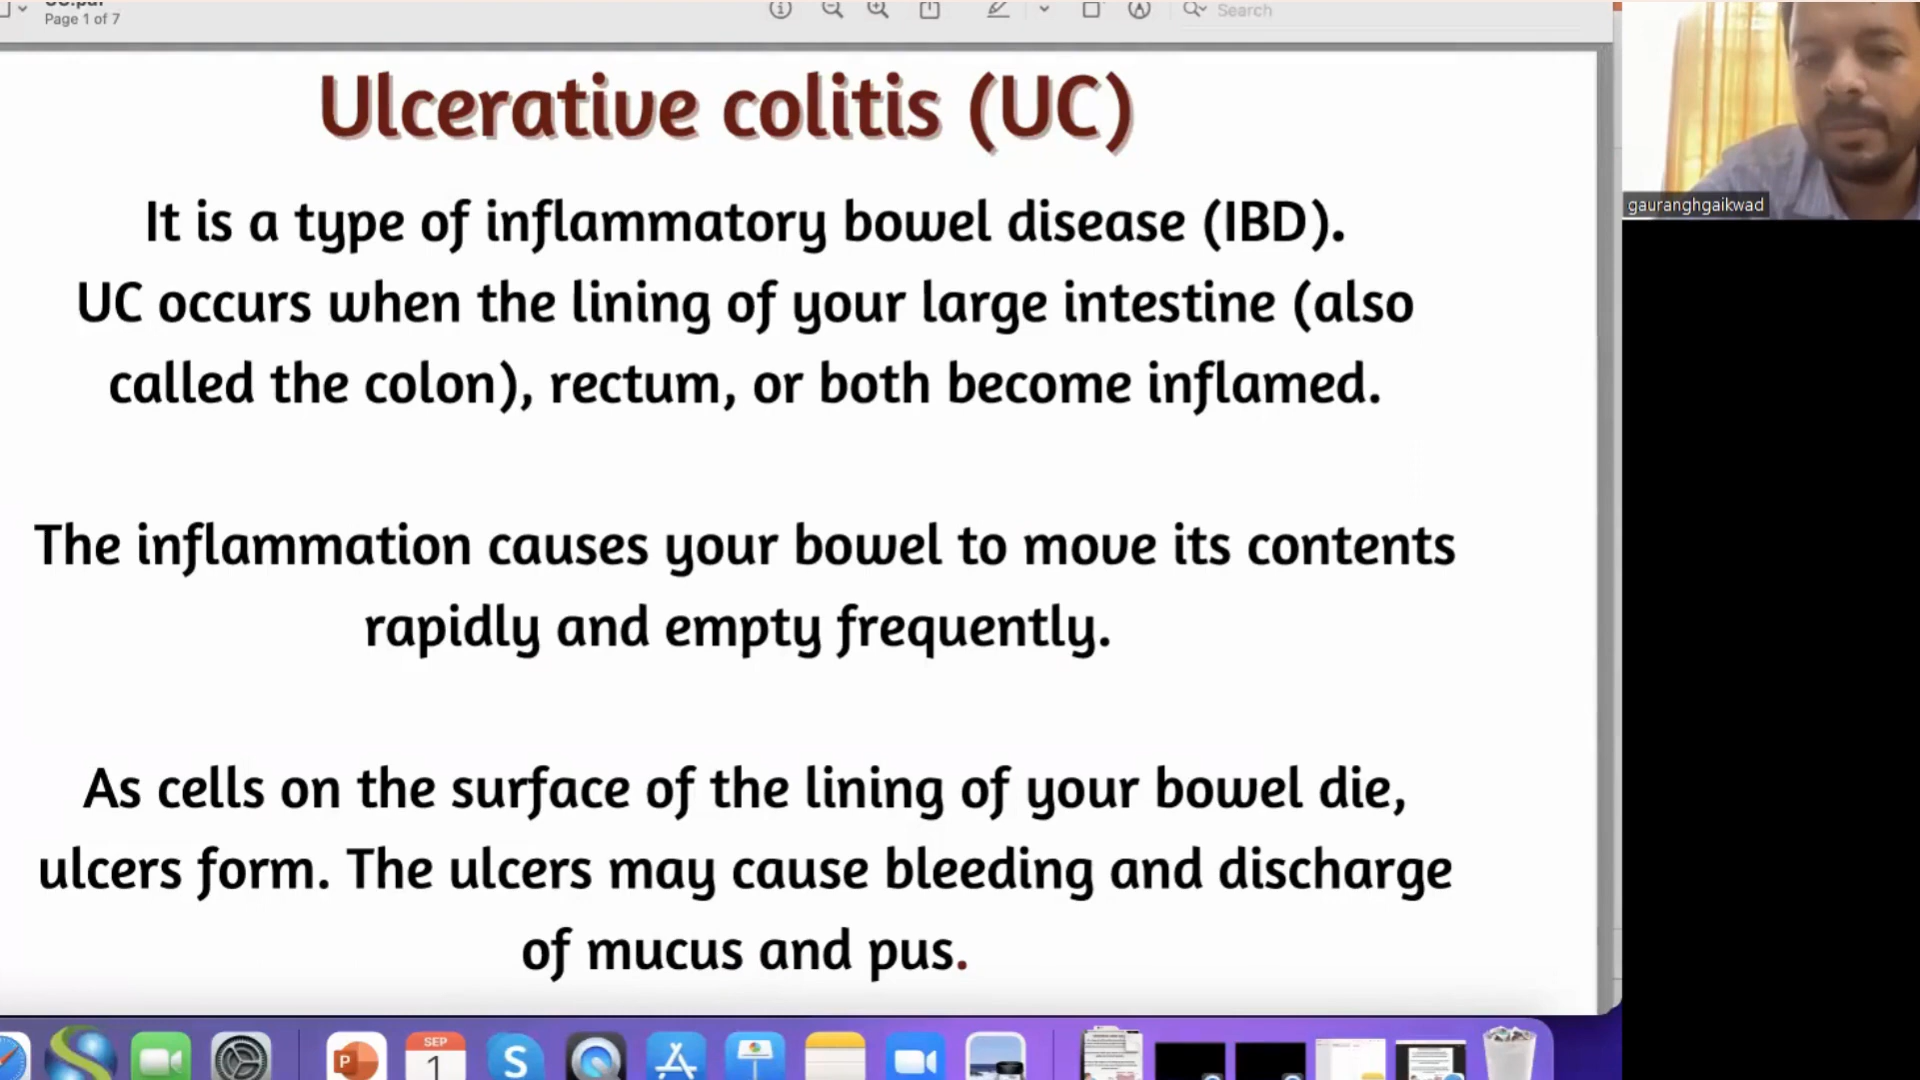 Page 1 of 7
Search
Ulcerative colitis (UC)
It is a type of inflammatory bowel disease (IBD).
UC occurs when the lining of your large intestine (also
called the colon), rectum, or both become inflamed.
The inflammation causes your bowel to move its contents
rapidly and empty frequently.
As cells on the surface of the lining of your bowel die,
ulcers form. The ulcers may cause bleeding and discharge
of mucus and pus.
gauranghgaikwad
SEP
1